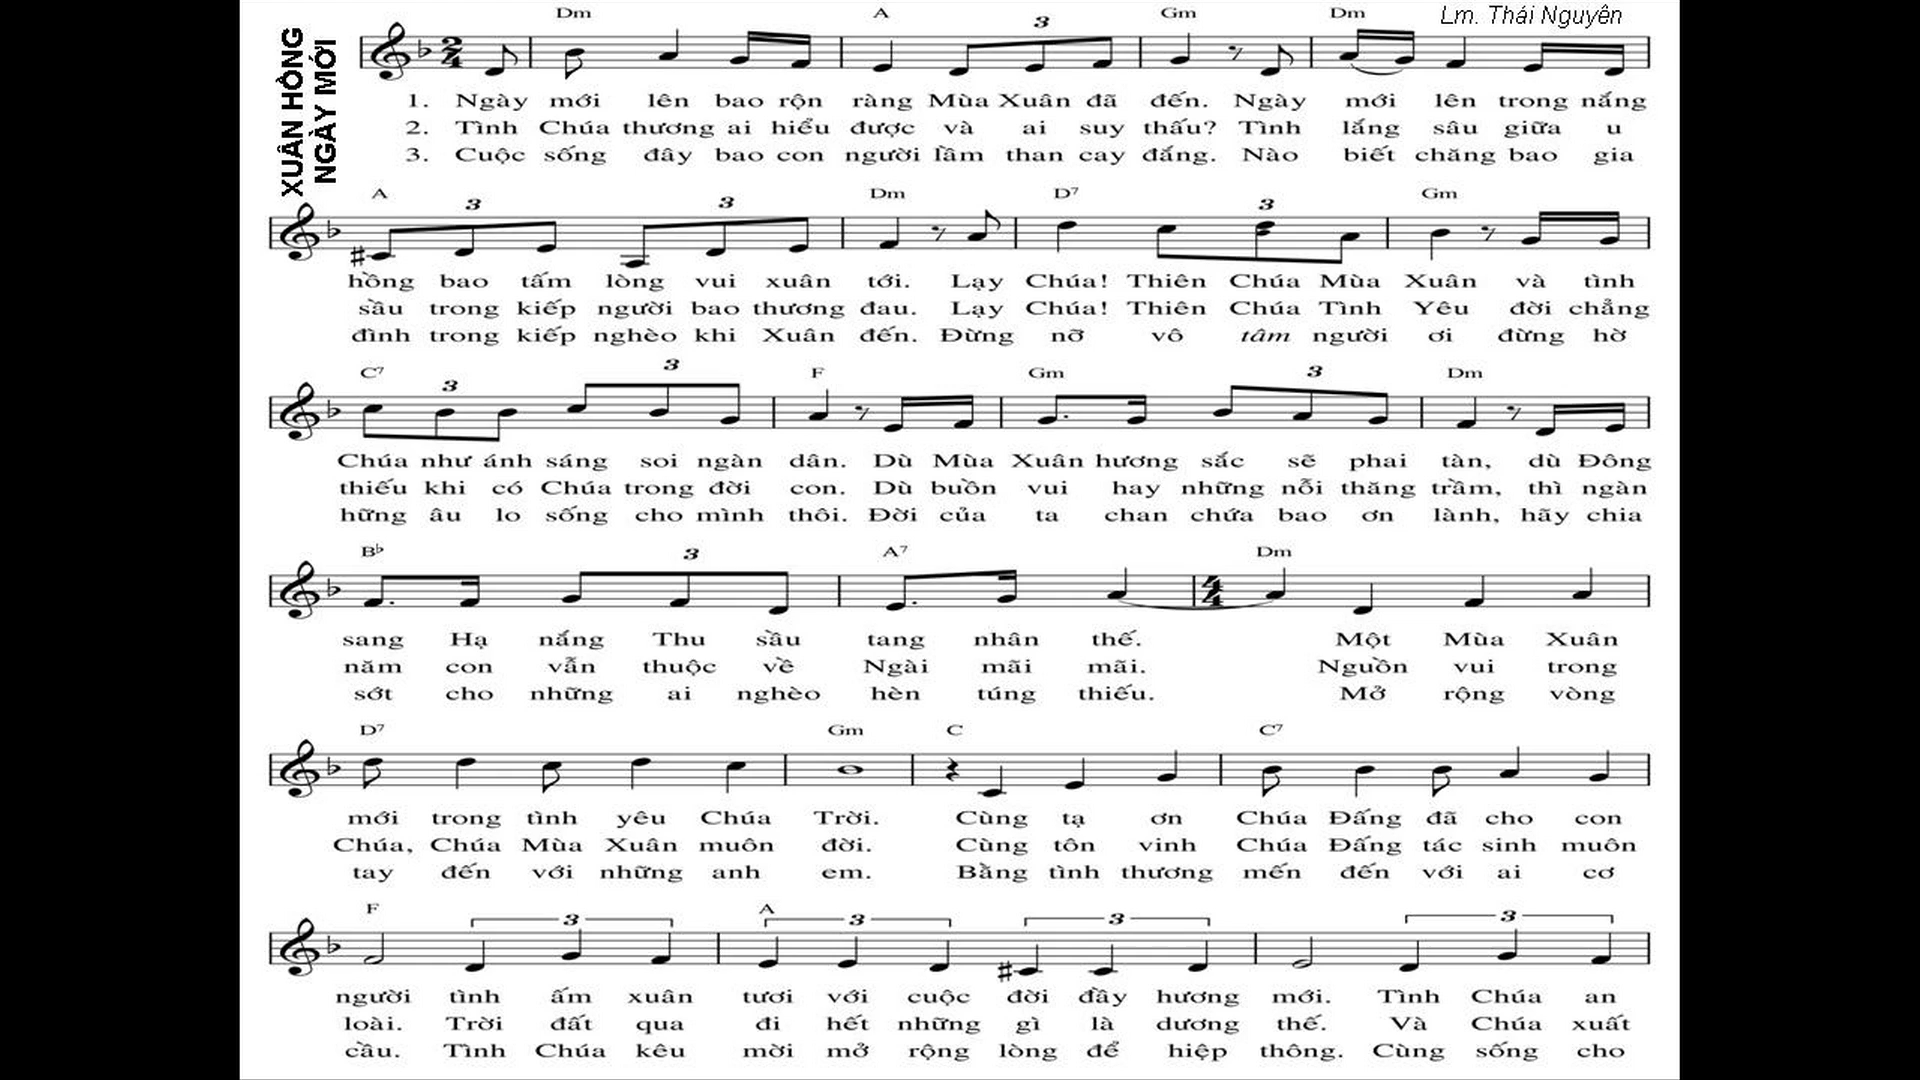 XUÂN HỒNG
NGÀY MỚI
Lm. Thái Nguyên
Dm A Gm Dm
3
1. Ngày mới lên bao rộn ràng Mùa Xuân đã đến. Ngày mới lên trong nắng
2. Tình Chúa thương ai hiểu được và ai suy thấu? Tình lắng sâu giữa u
3. Cuộc sống đây bao con người lầm than cay đắng. Nào biết chăng bao gia
A Dm D7 Gm
3 3 3
hồng bao tấm lòng vui xuân tới. Lạy Chúa! Thiên Chúa Mùa Xuân và tình
sầu trong kiếp người bao thương đau. Lạy Chúa! Thiên Chúa Tình Yêu đời chẳng
đình trong kiếp nghèo khi Xuân đến. Đừng nỡ vô tâm người ơi đừng hờ
C7 F Gm Dm
3 3 3
Chúa như ánh sáng soi ngàn dân. Dù Mùa Xuân hương sắc sẽ phai tàn, dù Đông
thiếu khi có Chúa trong đời con. Dù buồn vui hay những nỗi thăng trầm, thì ngàn
hững âu lo sống cho mình thôi. Đời của ta chan chứa bao ơn lành, hãy chia
Bb A7 Dm
3
sang Hạ nắng Thu sầu tang nhân thế. Một Mùa Xuân
năm con vẫn thuộc về Ngài mãi mãi. Nguồn vui trong
sớt cho những ai nghèo hèn túng thiếu. Mở rộng vòng
D7 Gm C C7
mới trong tình yêu Chúa Trời. Cùng tạ ơn Chúa Đấng đã cho con
Chúa, Chúa Mùa Xuân muôn đời. Cùng tôn vinh Chúa Đấng tác sinh muôn
tay đến với những anh em. Bằng tình thương mến đến với ai cơ
F A
3 3 3 3
người tình ấm xuân tươi với cuộc đời đầy hương mới. Tình Chúa an
loài. Trời đất qua đi hết những gì là dương thế. Và Chúa xuất
cầu. Tình Chúa kêu mời mở rộng lòng để hiệp thông. Cùng sống cho